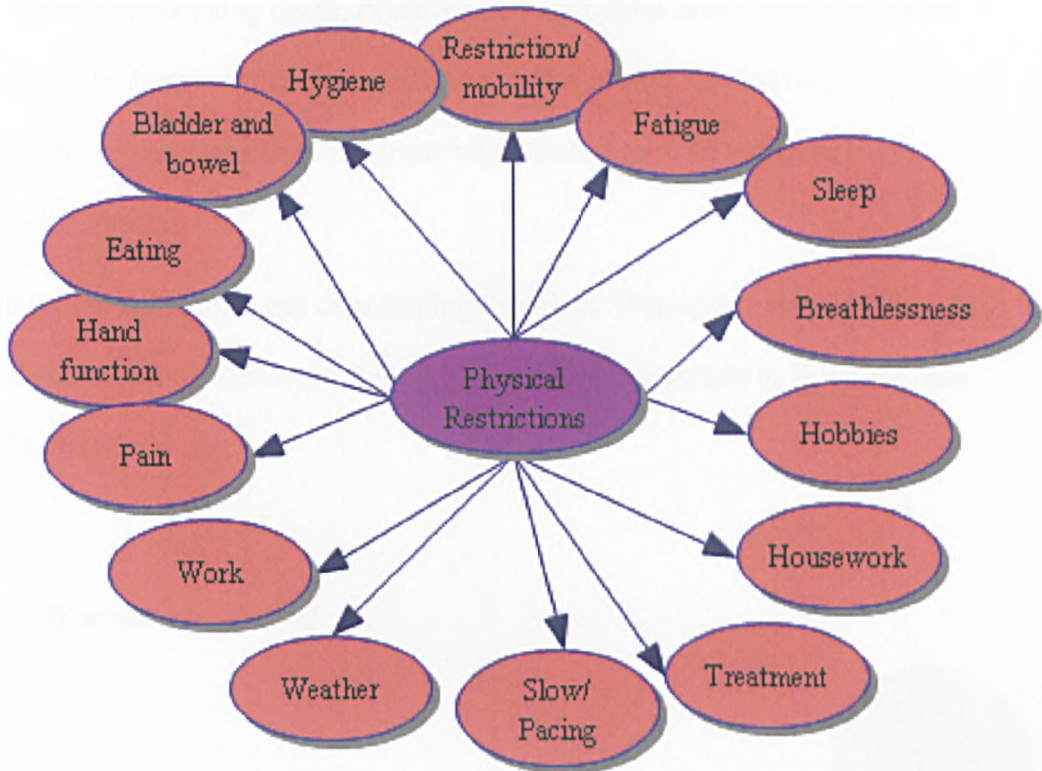 Restriction/
mobility
Hygiene
Fatigue
Bladder and
bowel
Sleep
Eating
Breathlessness
Hand
function
Physical
Restrictions
Hobbies
Pain
Housework
Work
Treatment
Weather
Slow/
Pacing